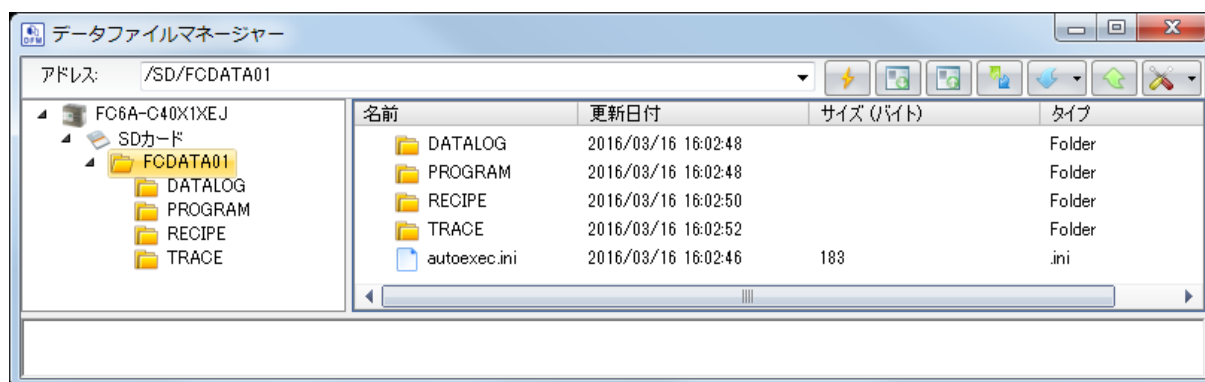 データファイルマネージャー
アドレス: /SD/FCDATA01
FC6A-C40X1XEJ
SDカード
FCDATA01
DATALOG
PROGRAM
RECIPE
TRACE
名前 更新日付 サイズ (バイト) タイプ
DATALOG 2016/03/16 16:02:48 Folder
PROGRAM 2016/03/16 16:02:48 Folder
RECIPE 2016/03/16 16:02:50 Folder
TRACE 2016/03/16 16:02:52 Folder
autoexec.ini 2016/03/16 16:02:46 183 .ini